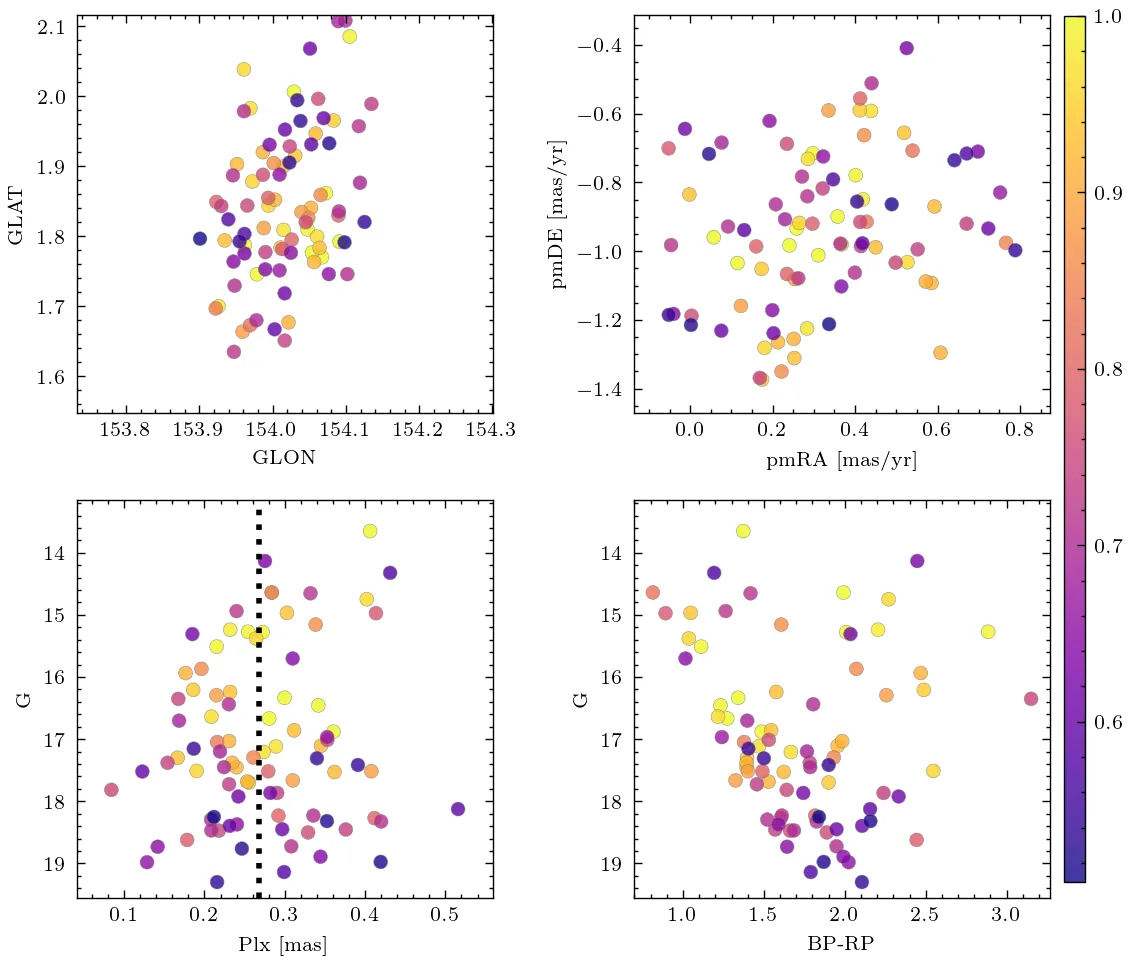 2.1
2.0
1.9
1.8
1.7
1.6
GLAT
153.8 153.9 154.0 154.1 154.2 154.3
GLON
−0.4
−0.6
−0.8
−1.0
−1.2
−1.4
pmDE [mas/yr]
0.0 0.2 0.4 0.6 0.8
pmRA [mas/yr]
1.0
0.9
0.8
0.7
0.6
14
15
16
17
18
19
G
0.1 0.2 0.3 0.4 0.5
Plx [mas]
14
15
16
17
18
19
G
1.0 1.5 2.0 2.5 3.0
BP-RP